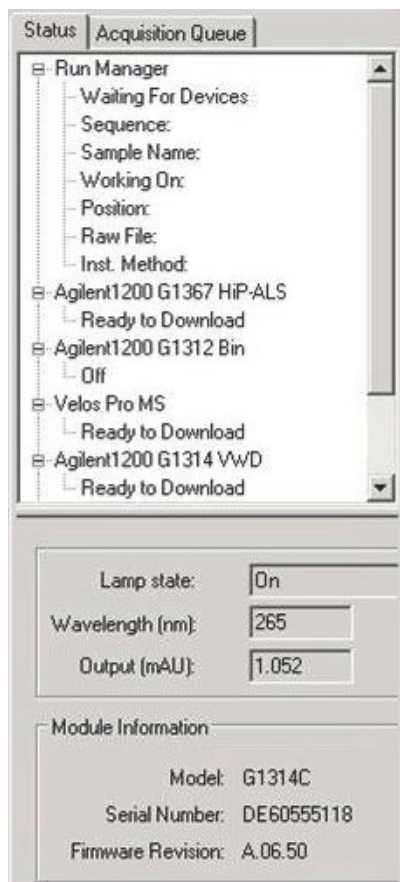 Status
Acquisition Queue
Run Manager
Waiting For Devices
Sequence:
Sample Name:
Working On:
Position:
Raw File:
Inst. Method:
Agilent1200 G1367 HiP-ALS
Ready to Download
Agilent1200 G1312 Bin
Off
Velos Pro MS
Ready to Download
Agilent1200 G1314 VWD
Ready to Download
Lamp state: On
Wavelength (nm): 265
Output (mAU): 1.052
Module Information
Model: G1314C
Serial Number: DE60555118
Firmware Revision: A.06.50